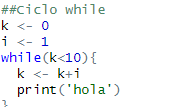 ##Ciclo while
k <- 0
i <- 1
while(k<10){
  k <- k+i
  print('hola')
}